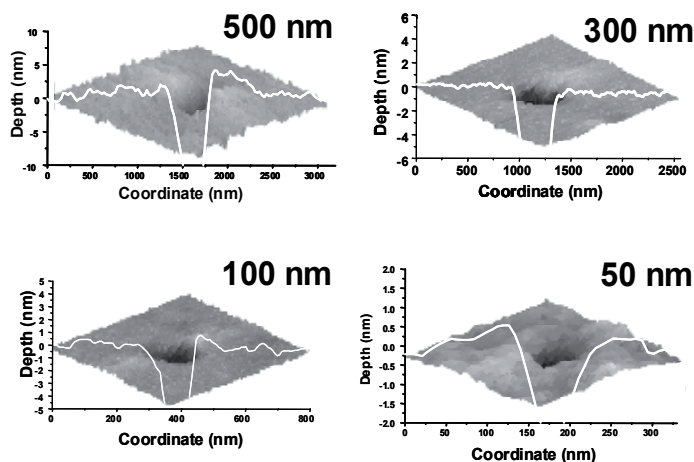 500 nm
10
5
0
-5
-10
Depth (nm)
0 500 1000 1500 2000 2500 3000
Coordinate (nm)
300 nm
6
4
2
0
-2
-4
-6
Depth (nm)
0 500 1000 1500 2000 2500
Coordinate (nm)
100 nm
5
4
3
2
1
0
-1
-2
-3
-4
-5
Depth (nm)
0 200 400 600 800
Coordinate (nm)
50 nm
2.0
1.5
1.0
0.5
0.0
-0.5
-1.0
-1.5
-2.0
Depth (nm)
0 50 100 150 200 250 300
Coordinate (nm)